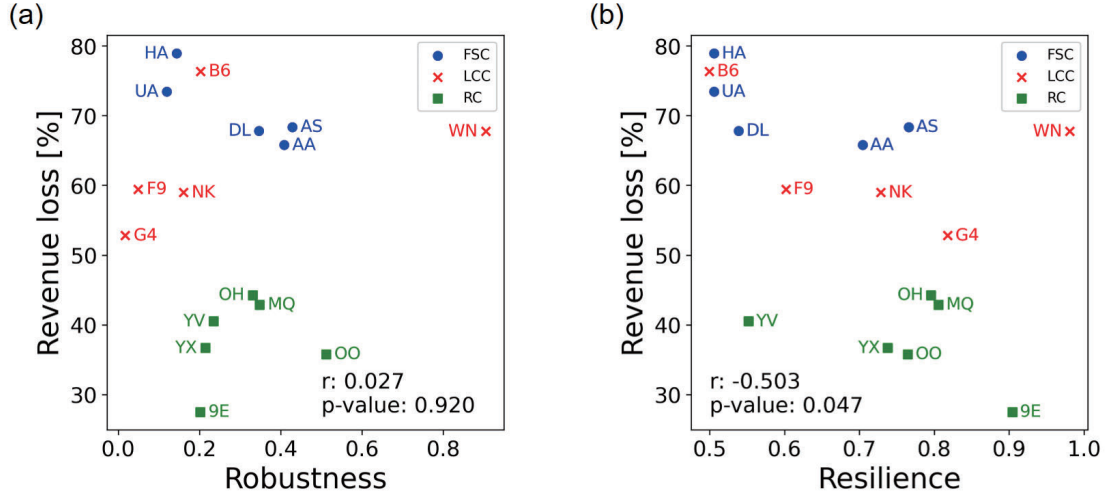 (a)
80
70
60
50
40
30
Revenue loss [%]
HA
B6
UA
DL
AS
AA
WN
F9
NK
G4
OH
MQ
YV
YX
OO
9E
FSC
LCC
RC
r: 0.027
p-value: 0.920
0.0 0.2 0.4 0.6 0.8
Robustness
(b)
80
70
60
50
40
30
Revenue loss [%]
HA
B6
UA
DL
AS
AA
WN
F9
NK
G4
OH
MQ
YV
YX
OO
9E
FSC
LCC
RC
r: -0.503
p-value: 0.047
0.5 0.6 0.7 0.8 0.9 1.0
Resilience